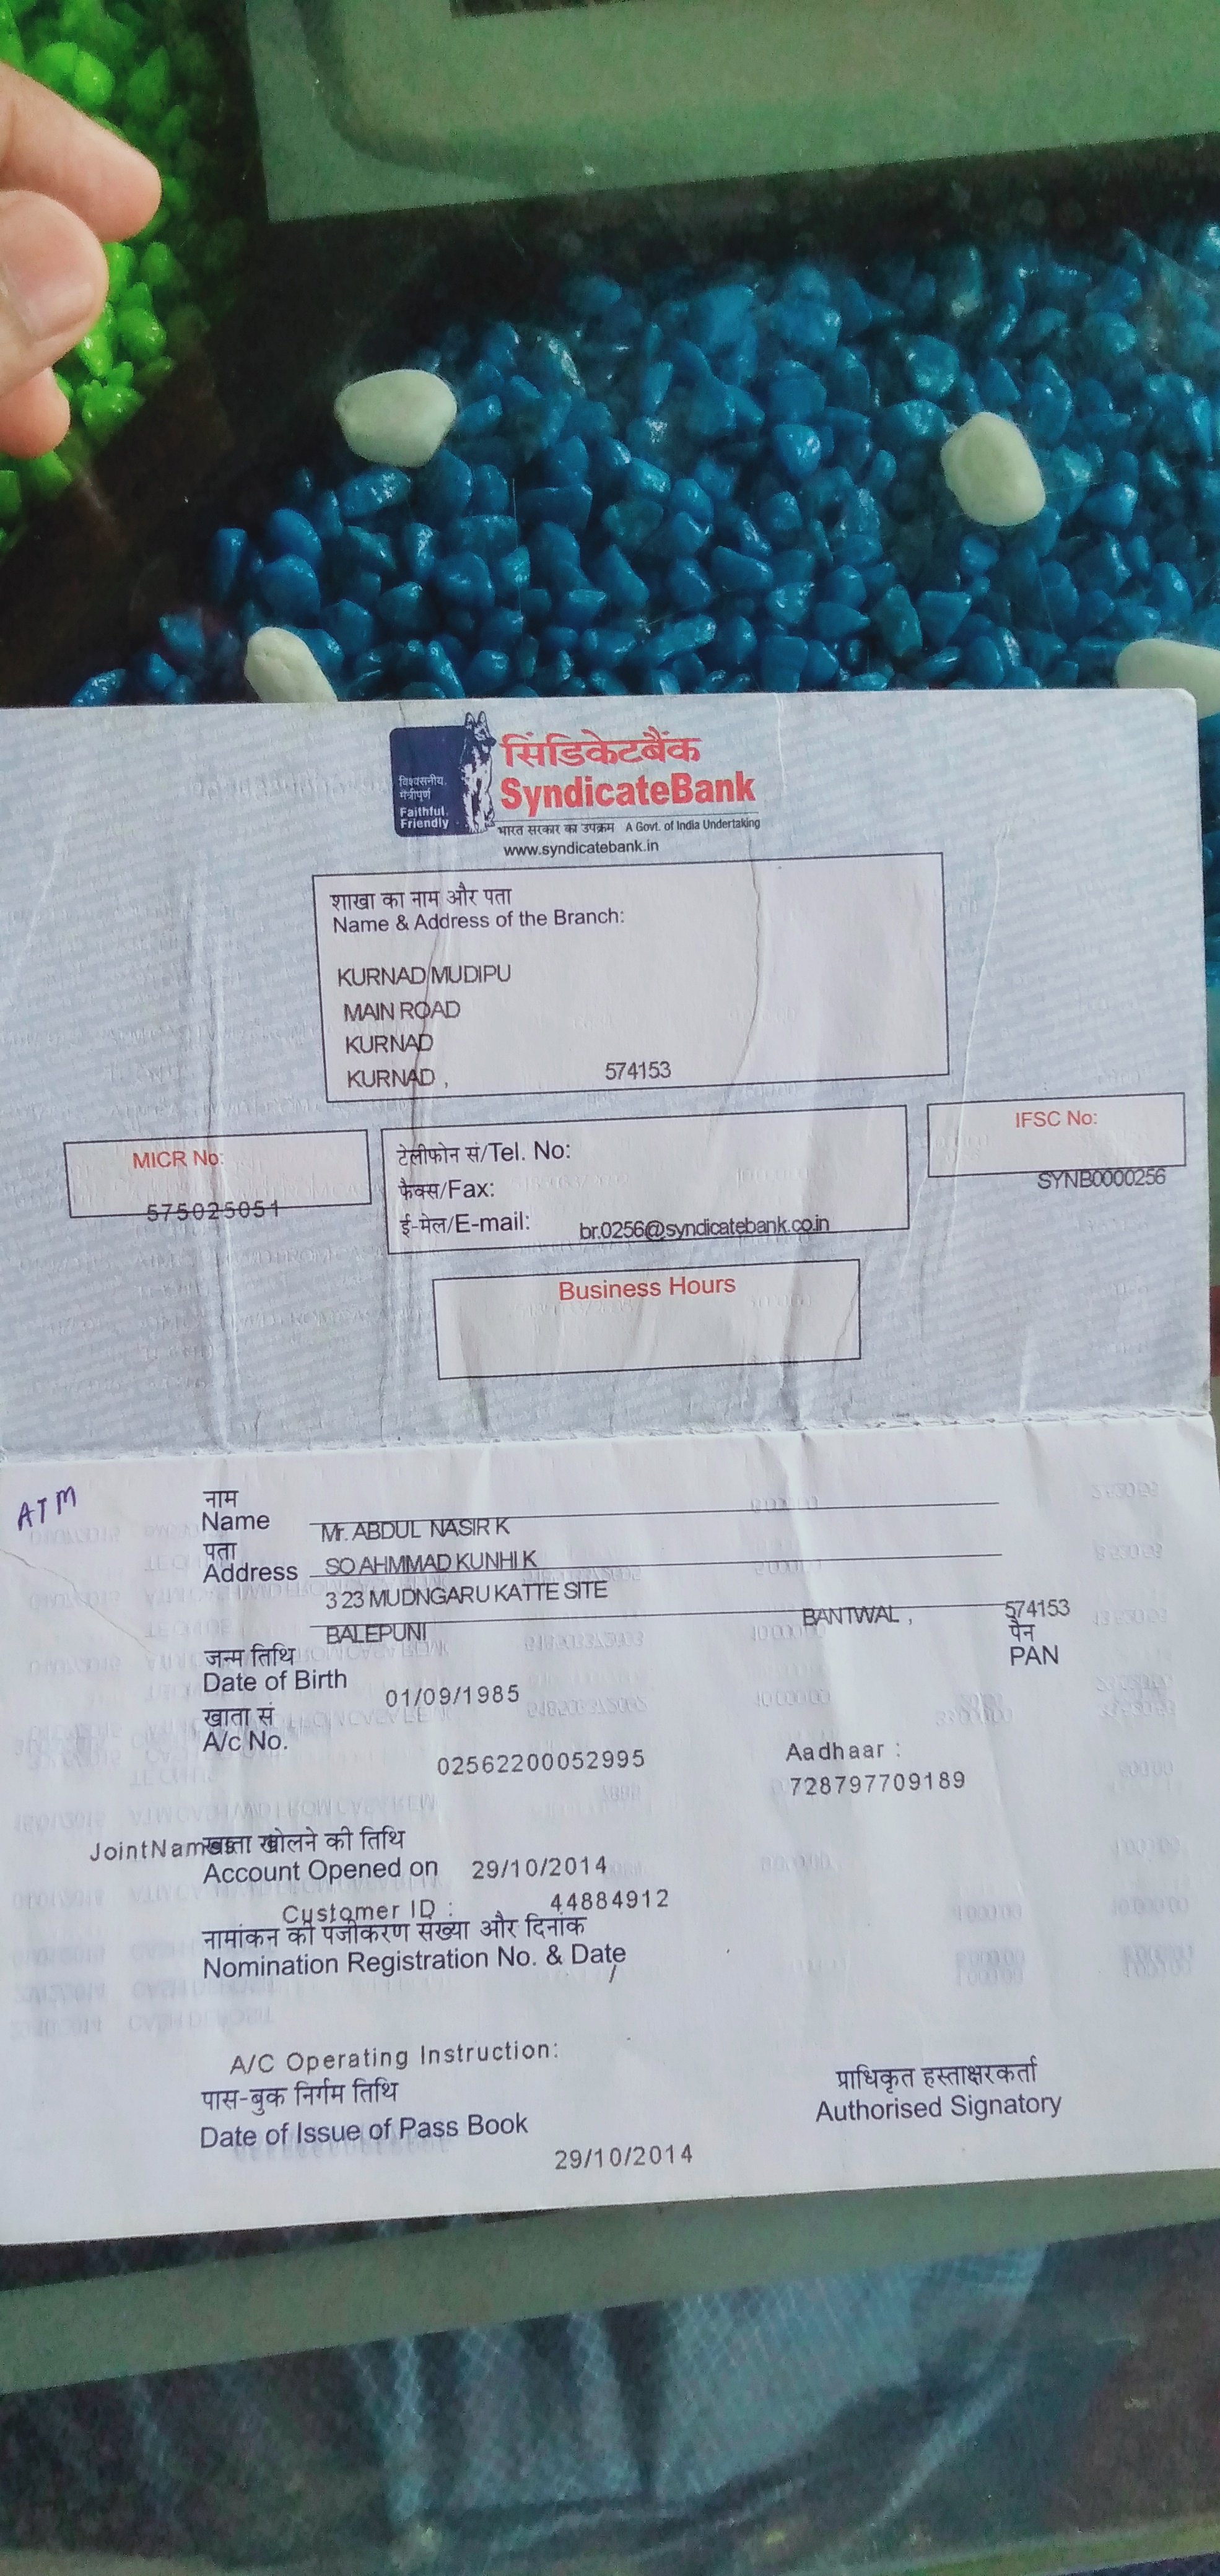 विश्वसनीय,
मैत्रीपूर्ण
Faithful,
Friendly
सिंडिकेटबैंक
SyndicateBank
भारत सरकार का उपक्रम A Govt. of India Undertaking
www.syndicatebank.in
शाखा का नाम और पता
Name & Address of the Branch:
KURNAD MUDIPU
MAIN ROAD
KURNAD
KURNAD , 574153
MICR No:
575025051
टेलीफोन सं/Tel. No:
फैक्स/Fax:
ई-मेल/E-mail: br.0256@syndicatebank.co.in
IFSC No:
SYNB0000256
Business Hours
ATM
नाम
Name Mr. ABDUL NASIR K
पता
Address SO AHMMAD KUNHI K
3 23 MUDNGARU KATTE SITE
BALEPUNI BANTWAL , 574153
पैन
PAN
जन्म तिथि
Date of Birth 01/09/1985
खाता सं
A/c No. 02562200052995
Aadhaar :
728797709189
JointNames खाता खोलने की तिथि
Account Opened on 29/10/2014
Customer ID : 44884912
नामांकन की पंजीकरण संख्या और दिनांक
Nomination Registration No. & Date
/
A/C Operating Instruction:
पास-बुक निर्गम तिथि
Date of Issue of Pass Book
29/10/2014
प्राधिकृत हस्ताक्षरकर्ता
Authorised Signatory